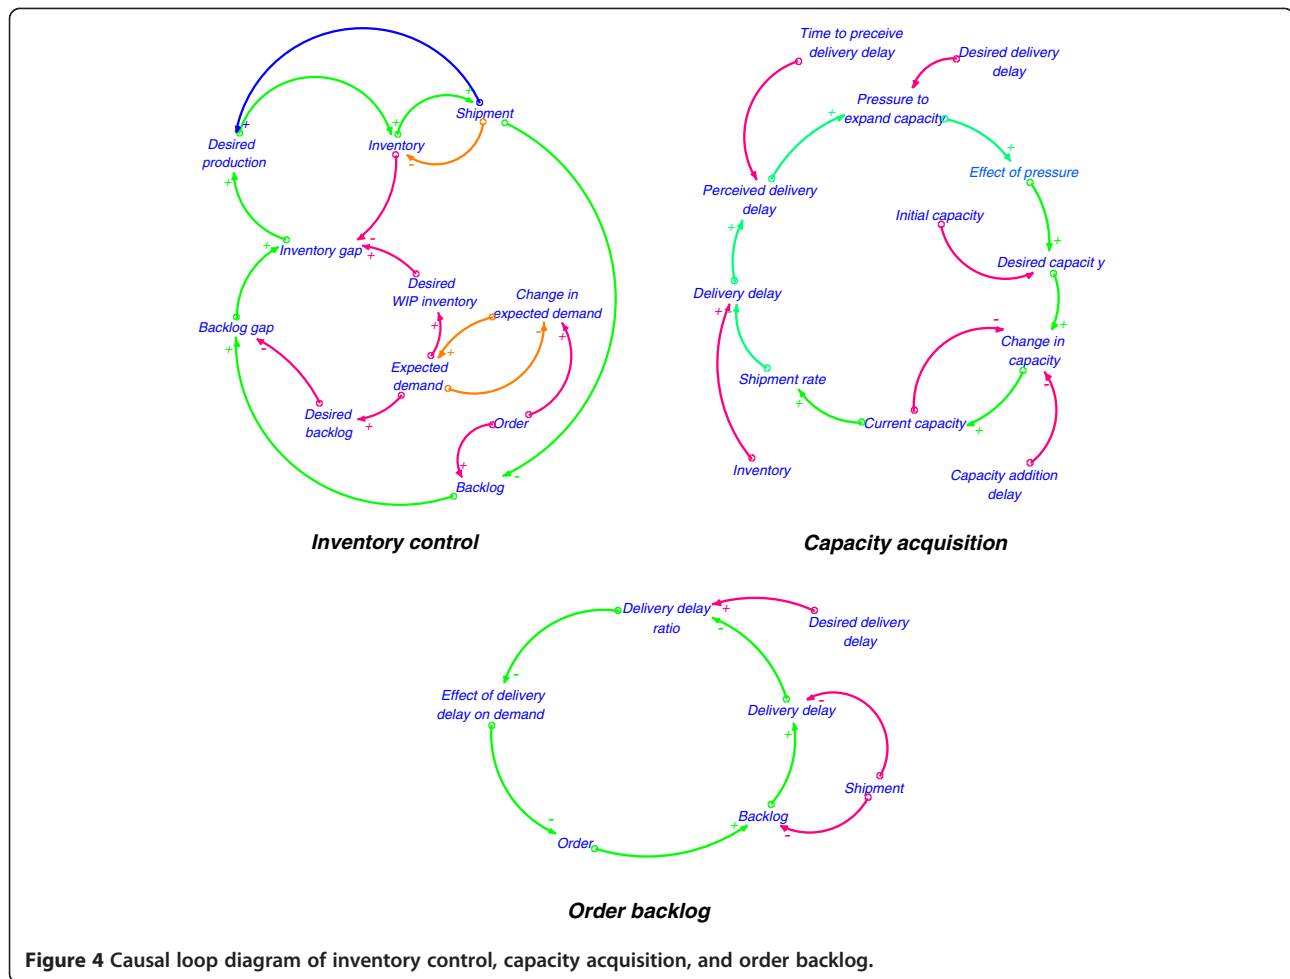 Shipment
Desired
production
Inventory
Inventory gap
Desired
WIP inventory
Change in
expected demand
Backlog gap
Expected
demand
Desired
backlog
Order
Backlog
+
+
+
-
+
-
+
+
+
-
+
+
-
+
+
-
+
+
-
Inventory control
Time to preceive
delivery delay
Desired delivery
delay
Pressure to
expand capacity
Effect of pressure
Perceived delivery
delay
Initial capacity
Desired capacit y
Delivery delay
Change in
capacity
Shipment rate
Current capacity
Inventory
Capacity addition
delay
+
+
+
+
+
-
+
-
+
+
Capacity acquisition
Delivery delay
ratio
Desired delivery
delay
Effect of delivery
delay on demand
Delivery delay
Shipment
Backlog
Order
+
-
-
-
+
-
+
-
Order backlog
Figure 4 Causal loop diagram of inventory control, capacity acquisition, and order backlog.